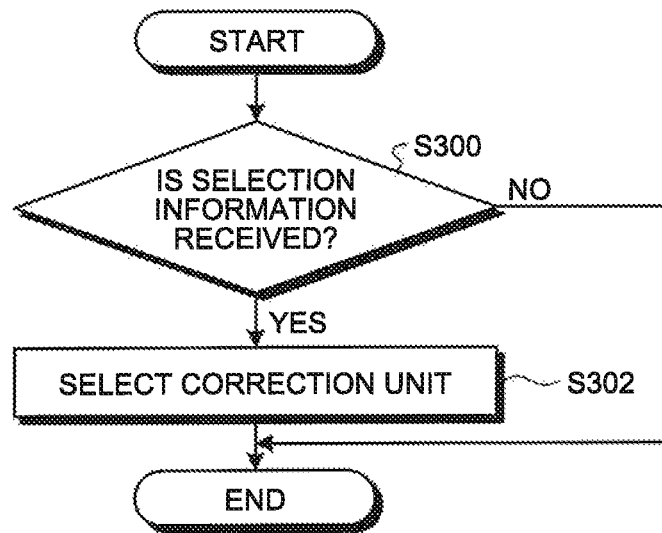 START
S300
IS SELECTION
INFORMATION
RECEIVED?
NO
YES
SELECT CORRECTION UNIT
S302
END